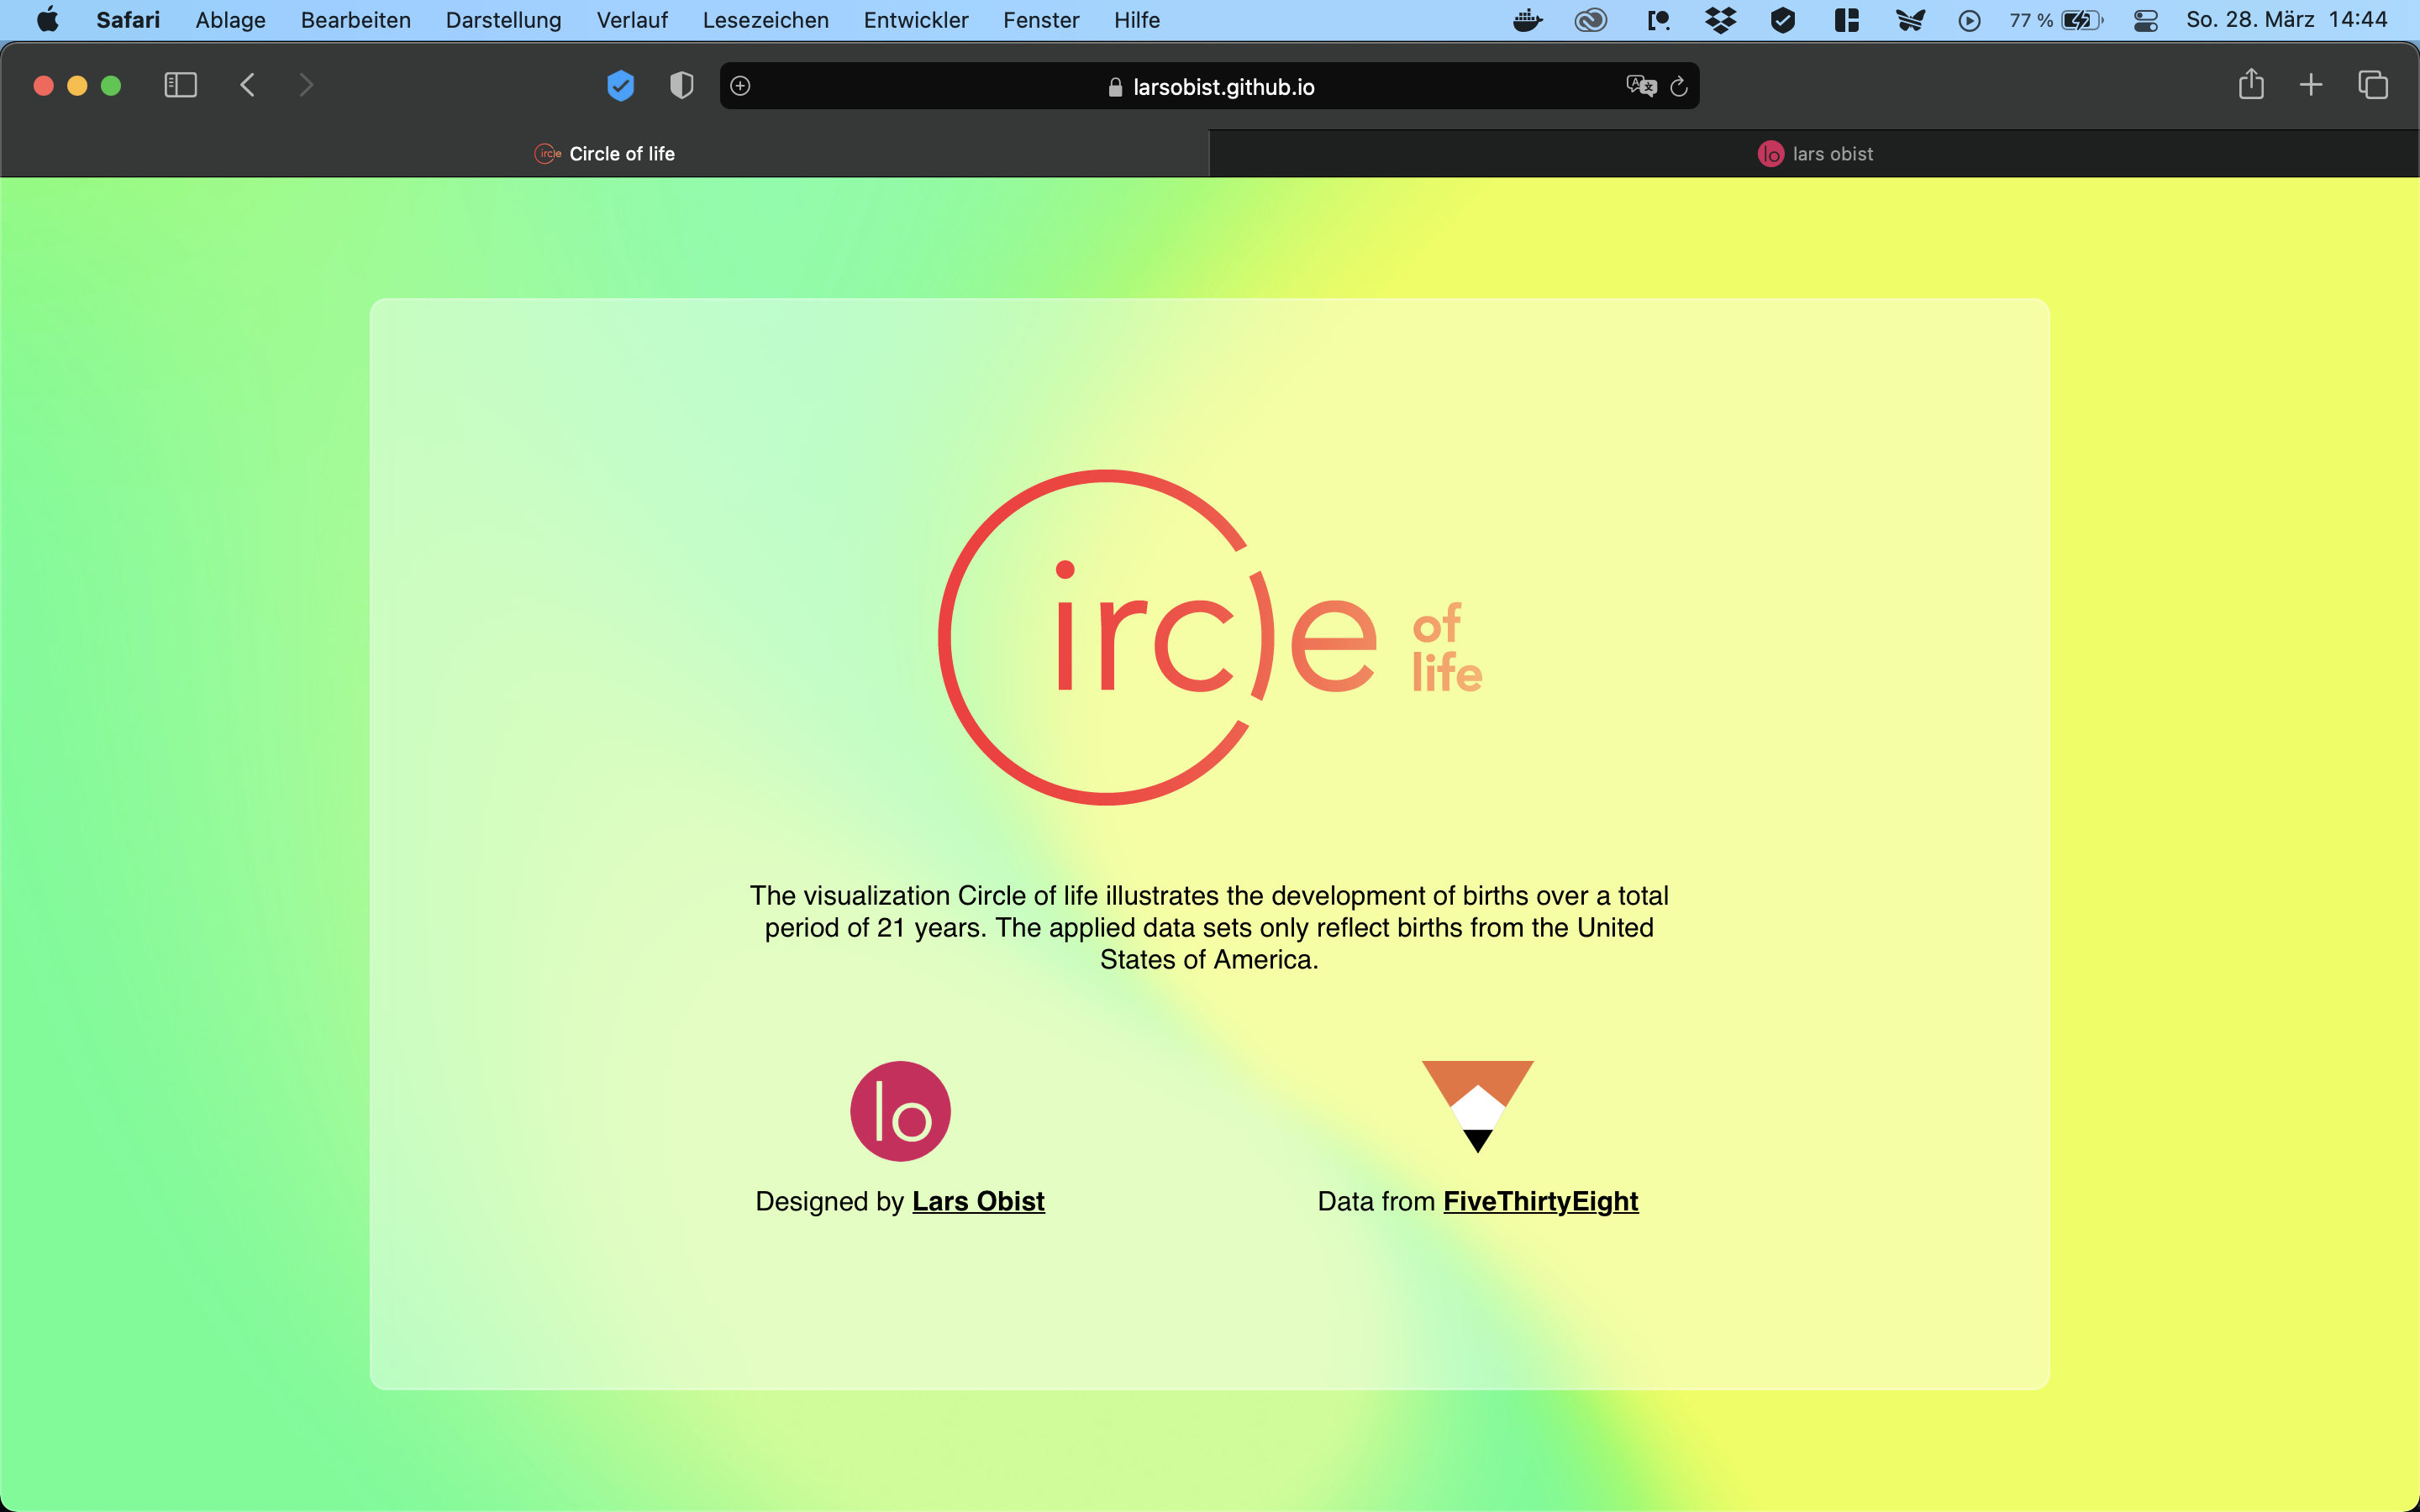 Safari Ablage Bearbeiten Darstellung Verlauf Lesezeichen Entwickler Fenster Hilfe 77 % So. 28. März 14:44
larsobist.github.io
ircle Circle of life
lo lars obist
ircle of
life
The visualization Circle of life illustrates the development of births over a total
period of 21 years. The applied data sets only reflect births from the United
States of America.
lo
Designed by Lars Obist
Data from FiveThirtyEight